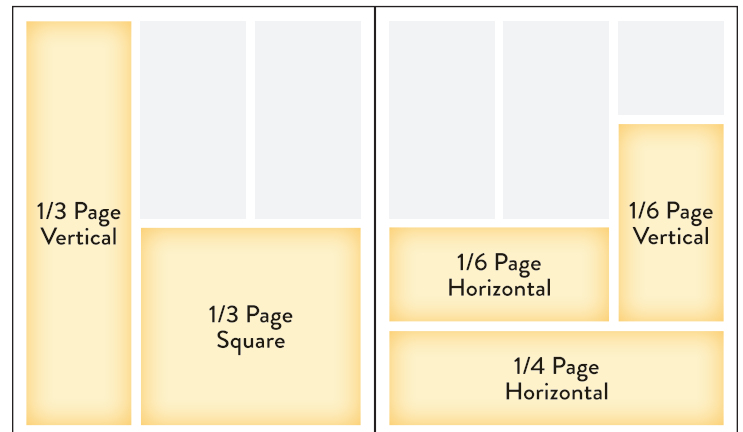 1/3 Page
Vertical
1/3 Page
Square
1/6 Page
Horizontal
1/6 Page
Vertical
1/4 Page
Horizontal